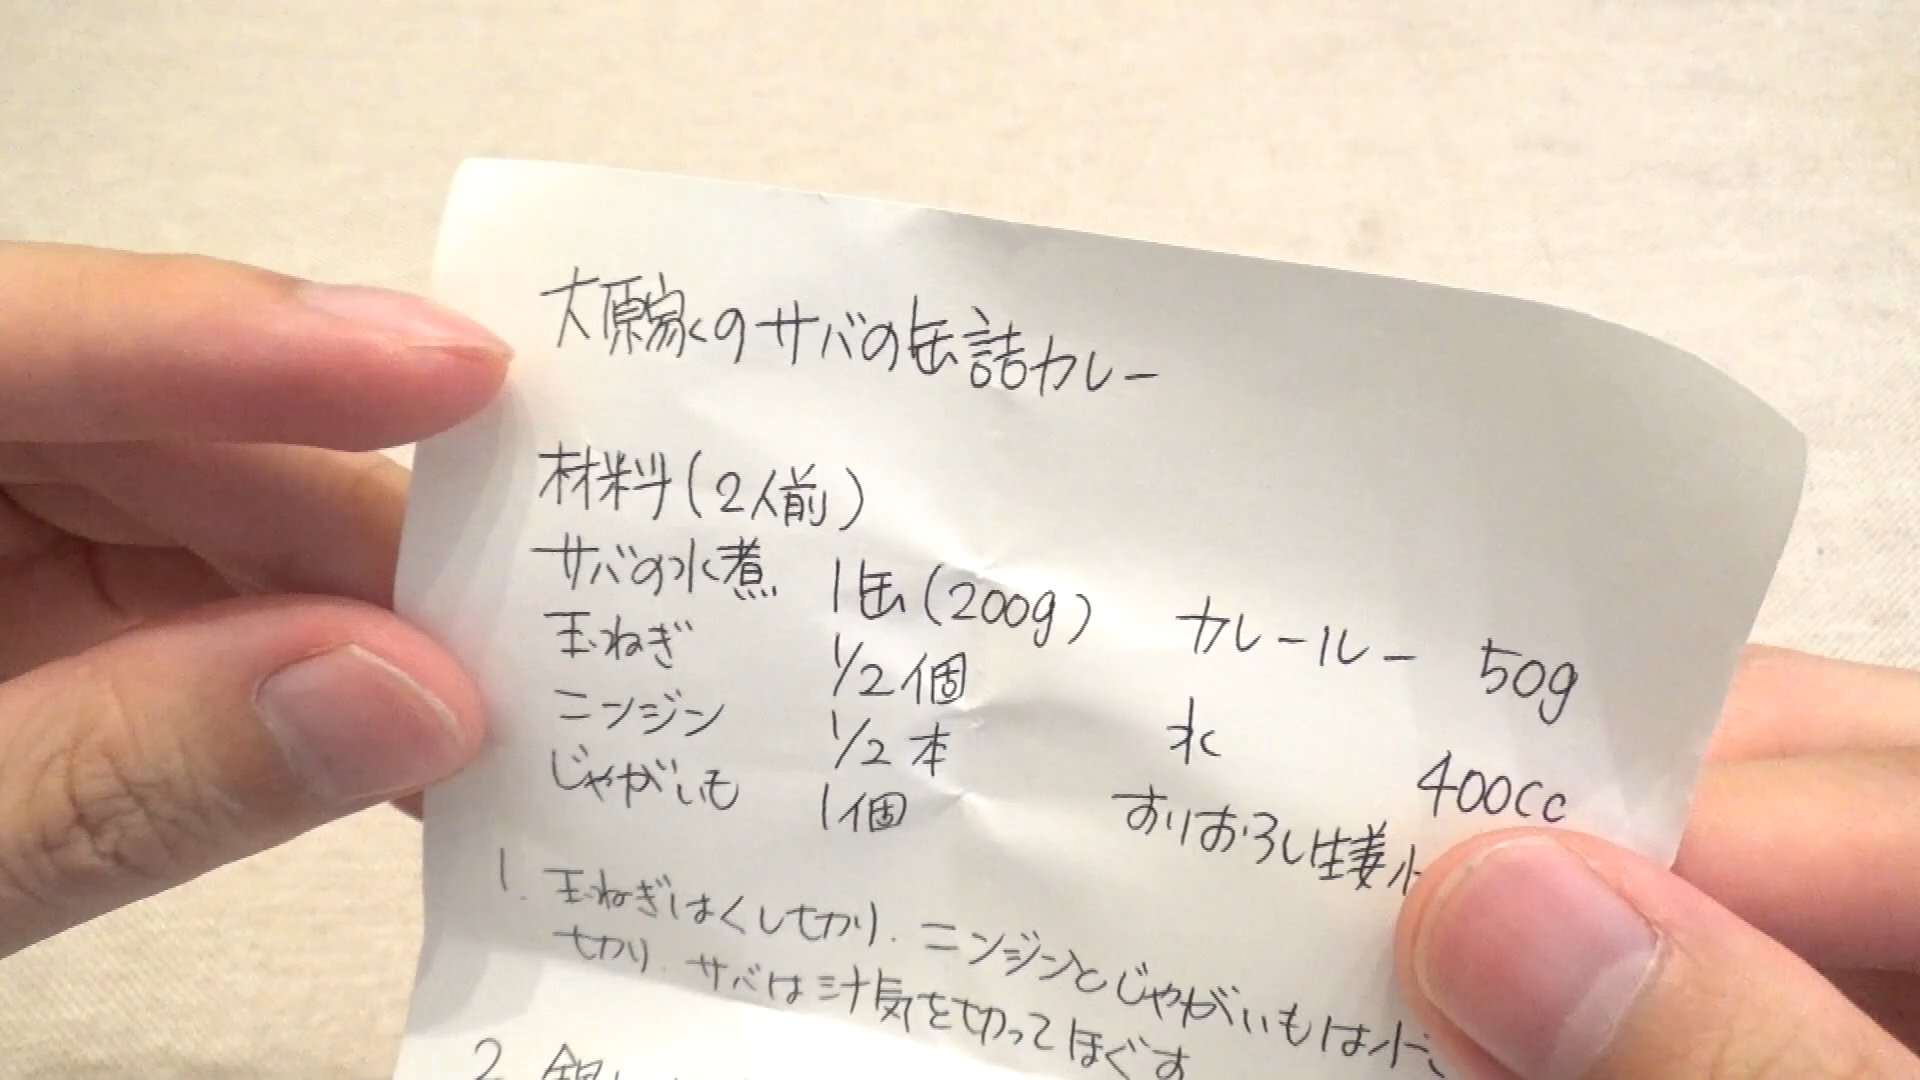 大原家のサバの缶詰カレー
材料(2人前)
サバの水煮 1缶(200g)
玉ねぎ 1/2個
ニンジン 1/2本
じゃがいも 1個
カレールー 50g
水 400cc
すりおろし生姜 小
1. 玉ねぎはくし切り、ニンジンとじゃがいもは小さ
切り、サバは汁気を切ってほぐす
2